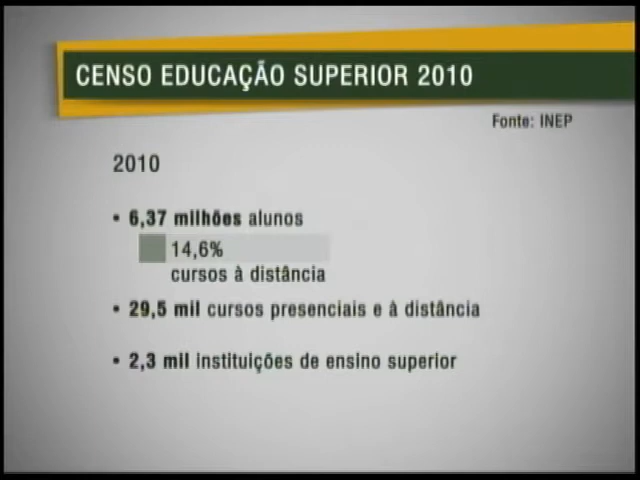 CENSO EDUCAÇÃO SUPERIOR 2010
Fonte: INEP
2010
• 6,37 milhões alunos
14,6%
cursos à distância
• 29,5 mil cursos presenciais e à distância
• 2,3 mil instituições de ensino superior